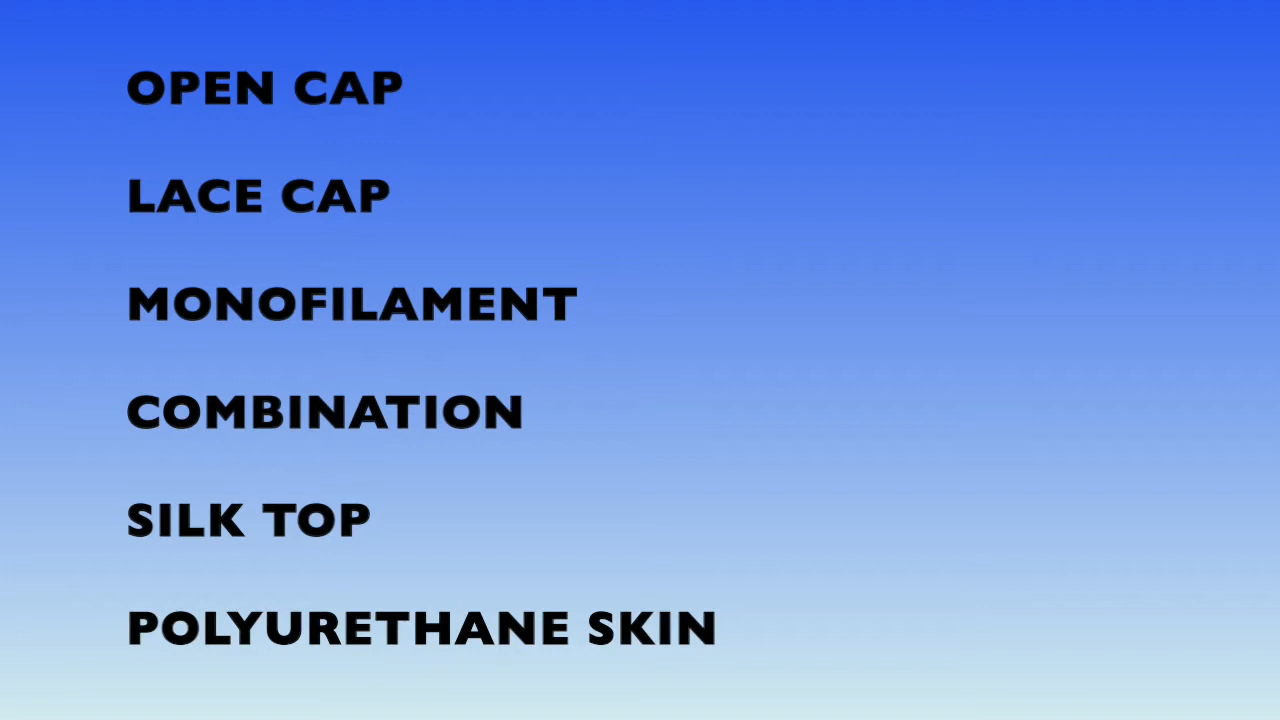 OPEN CAP
LACE CAP
MONOFILAMENT
COMBINATION
SILK TOP
POLYURETHANE SKIN